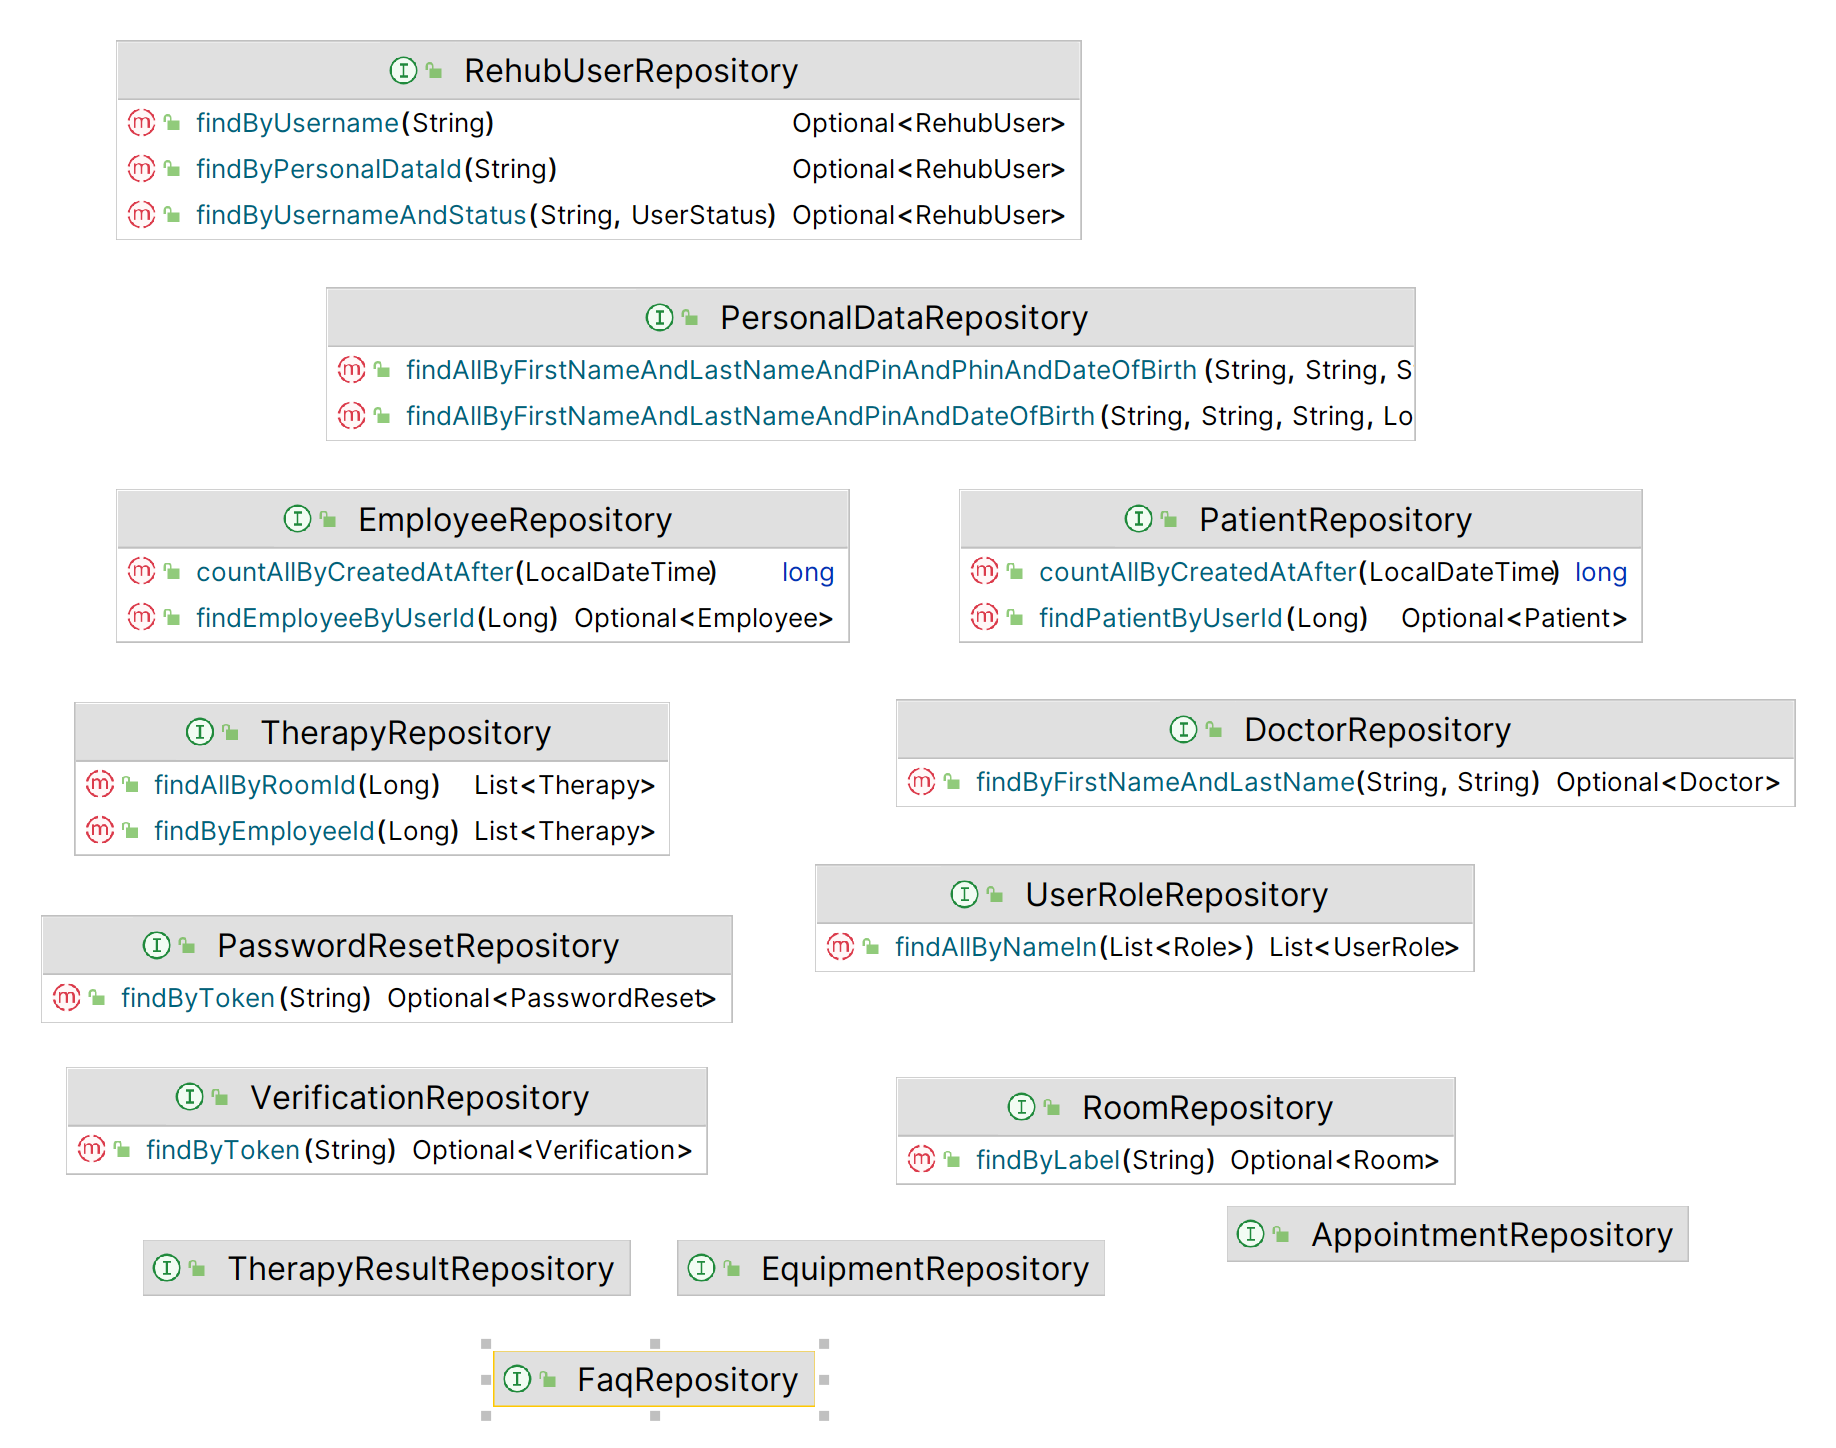 RehubUserRepository
findByUsername(String) Optional<RehubUser>
findByPersonalDataId(String) Optional<RehubUser>
findByUsernameAndStatus(String, UserStatus) Optional<RehubUser>
PersonalDataRepository
findAllByFirstNameAndLastNameAndPinAndPhinAndDateOfBirth(String, String, S
findAllByFirstNameAndLastNameAndPinAndDateOfBirth(String, String, String, Lo
EmployeeRepository
countAllByCreatedAtAfter(LocalDateTime) long
findEmployeeByUserId(Long) Optional<Employee>
PatientRepository
countAllByCreatedAtAfter(LocalDateTime) long
findPatientByUserId(Long) Optional<Patient>
TherapyRepository
findAllByRoomId(Long) List<Therapy>
findByEmployeeId(Long) List<Therapy>
DoctorRepository
findByFirstNameAndLastName(String, String) Optional<Doctor>
UserRoleRepository
findAllByNameIn(List<Role>) List<UserRole>
PasswordResetRepository
findByToken(String) Optional<PasswordReset>
VerificationRepository
findByToken(String) Optional<Verification>
RoomRepository
findByLabel(String) Optional<Room>
AppointmentRepository
TherapyResultRepository
EquipmentRepository
FaqRepository